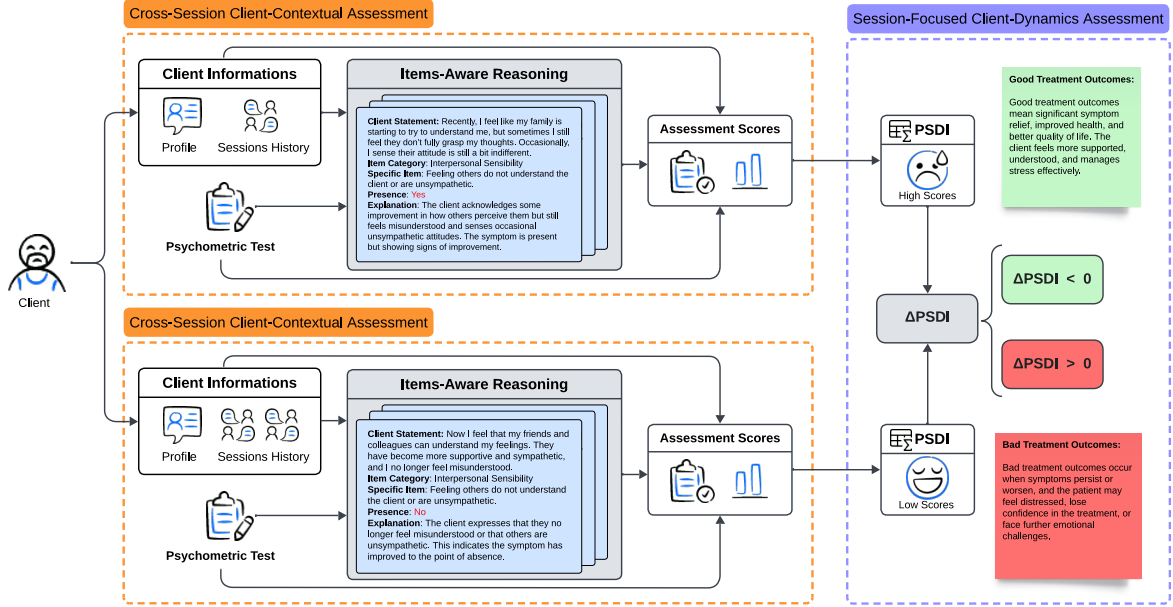 Cross-Session Client-Contextual Assessment
Client Informations
Profile
Sessions History
Psychometric Test
Items-Aware Reasoning
Client Statement: Recently, I feel like my family is
starting to try to understand me, but sometimes I still
feel they don't fully grasp my thoughts. Occasionally,
I sense their attitude is still a bit indifferent.
Item Category: Interpersonal Sensibility
Specific Item: Feeling others do not understand the
client or are unsympathetic.
Presence: Yes
Explanation: The client acknowledges some
improvement in how others perceive them but still
feels misunderstood and senses occasional
unsympathetic attitudes. The symptom is present
but showing signs of improvement.
Assessment Scores
Client
Cross-Session Client-Contextual Assessment
Client Informations
Profile
Sessions History
Psychometric Test
Items-Aware Reasoning
Client Statement: Now I feel that my friends and
colleagues can understand my feelings. They
have become more supportive and sympathetic,
and I no longer feel misunderstood.
Item Category: Interpersonal Sensibility
Specific Item: Feeling others do not understand
the client or are unsympathetic.
Presence: No
Explanation: The client expresses that they no
longer feel misunderstood or that others are
unsympathetic. This indicates the symptom has
improved to the point of absence.
Assessment Scores
Session-Focused Client-Dynamics Assessment
PSDI
High Scores
Good Treatment Outcomes:
Good treatment outcomes
mean significant symptom
relief, improved health, and
better quality of life. The
client feels more supported,
understood, and manages
stress effectively.
ΔPSDI
ΔPSDI < 0
ΔPSDI > 0
PSDI
Low Scores
Bad Treatment Outcomes:
Bad treatment outcomes occur
when symptoms persist or
worsen, and the patient may
feel distressed, lose
confidence in the treatment, or
face further emotional
challenges.